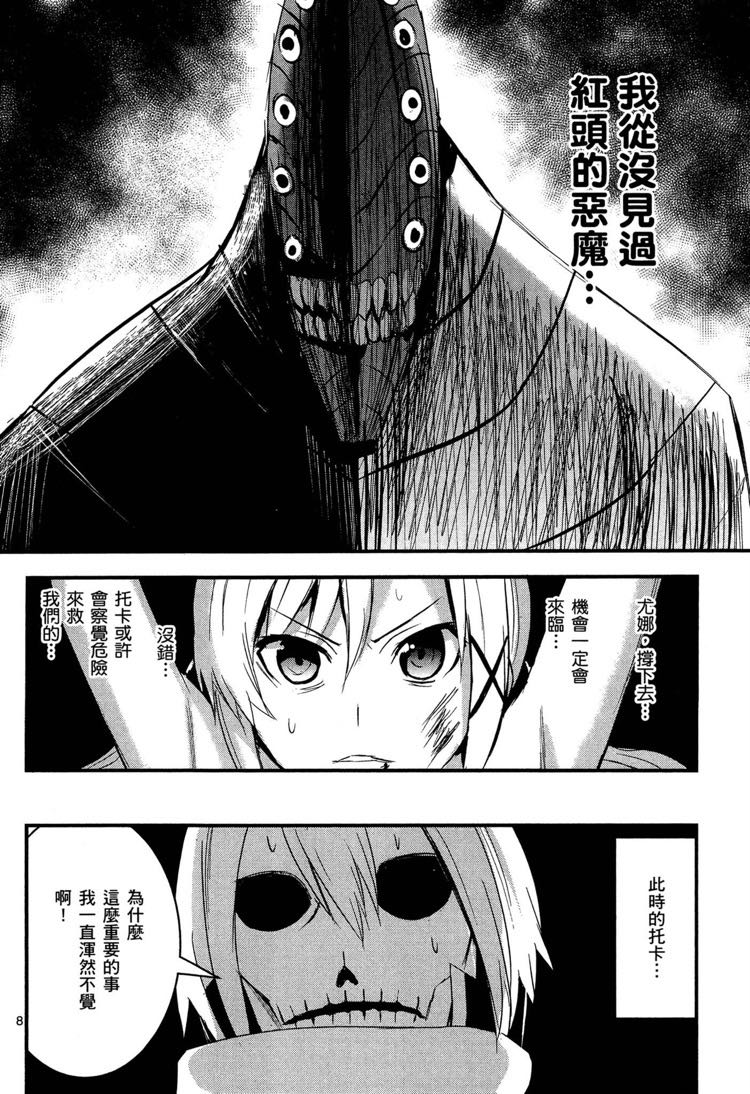 我從沒見過
紅頭的惡魔…
尤娜，撐下去…
機會一定會
來臨…
沒錯…
托卡或許
會察覺危險
來救
我們的…
此時的托卡…
為什麼
這麼重要的事
我一直渾然不覺
啊！
8